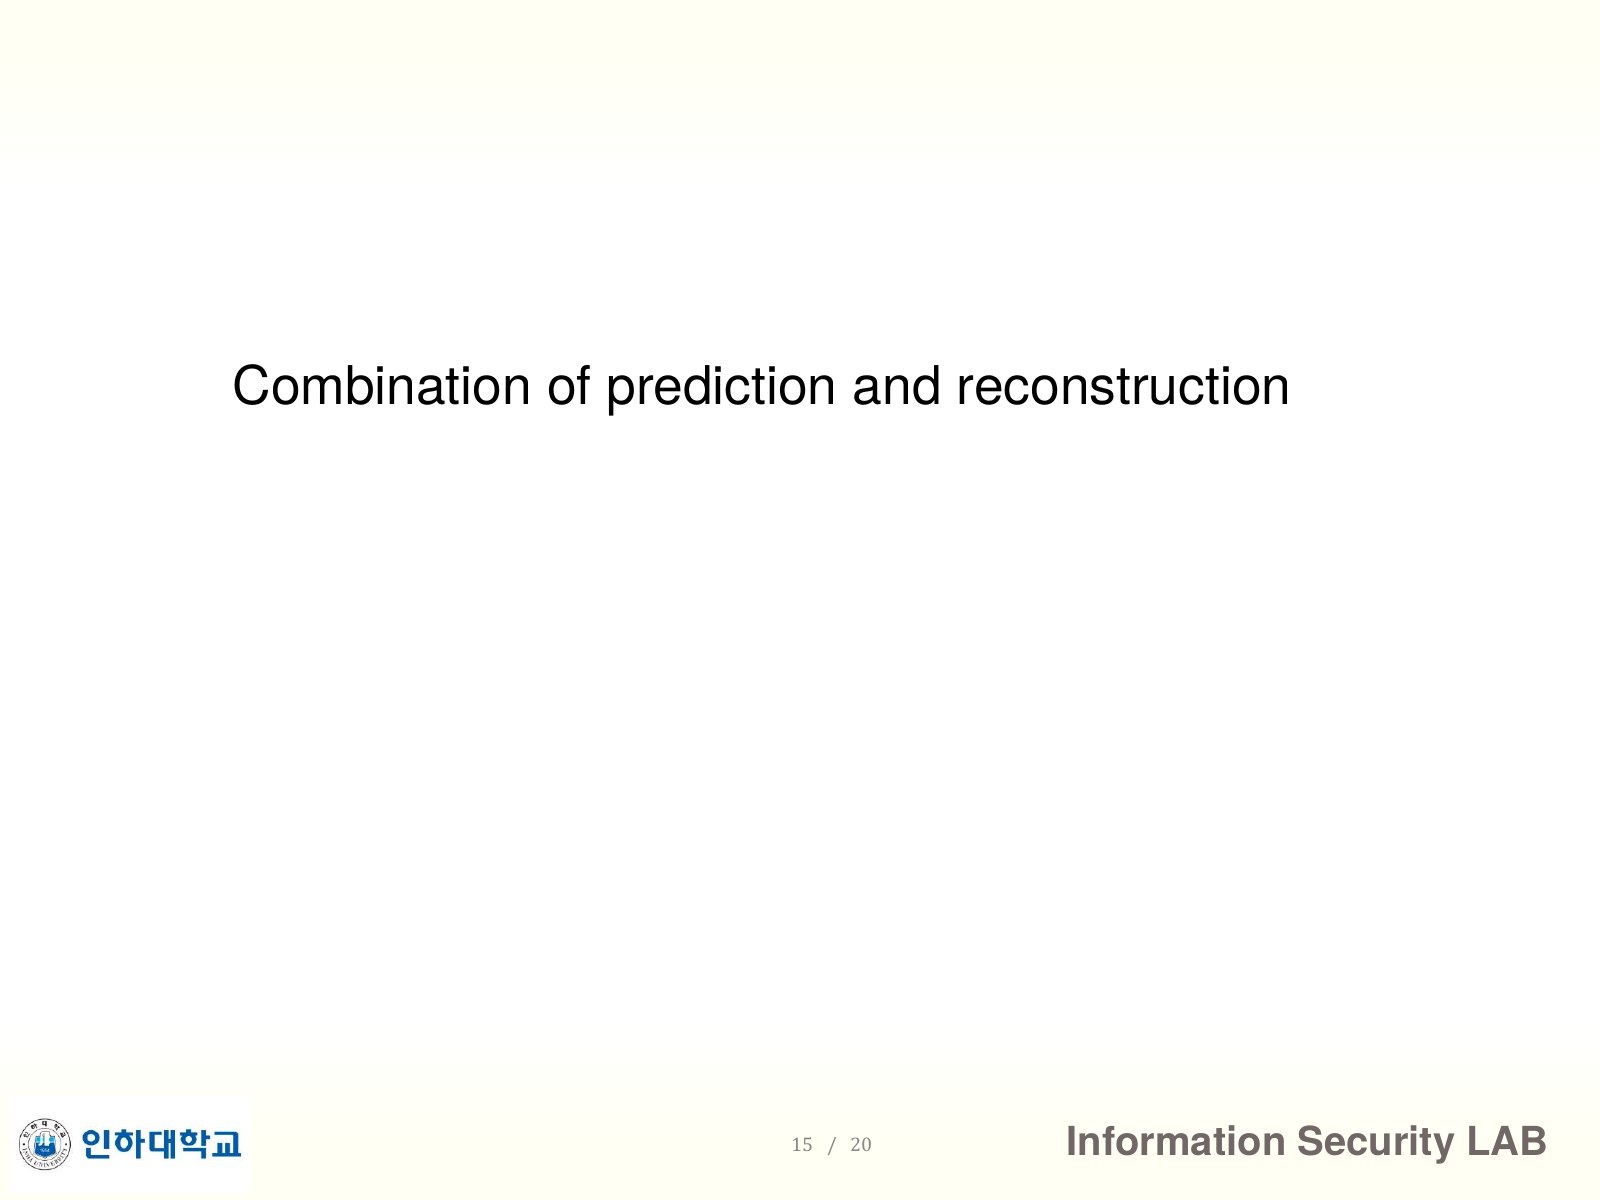 Combination of prediction and reconstruction
인하대학교
15 / 20
Information Security LAB